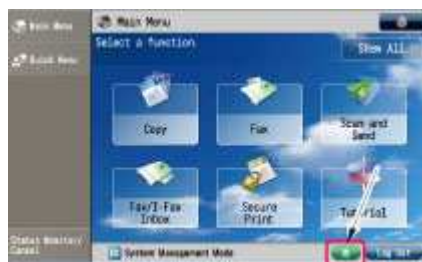 Main Menu
Quick Menu
Main Menu
Select a function
Show All
Copy
Fax
Scan and
Send
Fax/I-Fax
Inbox
Secure
Print
Tutorial
Status Monitor/
Cancel
System Management Mode
Log Out